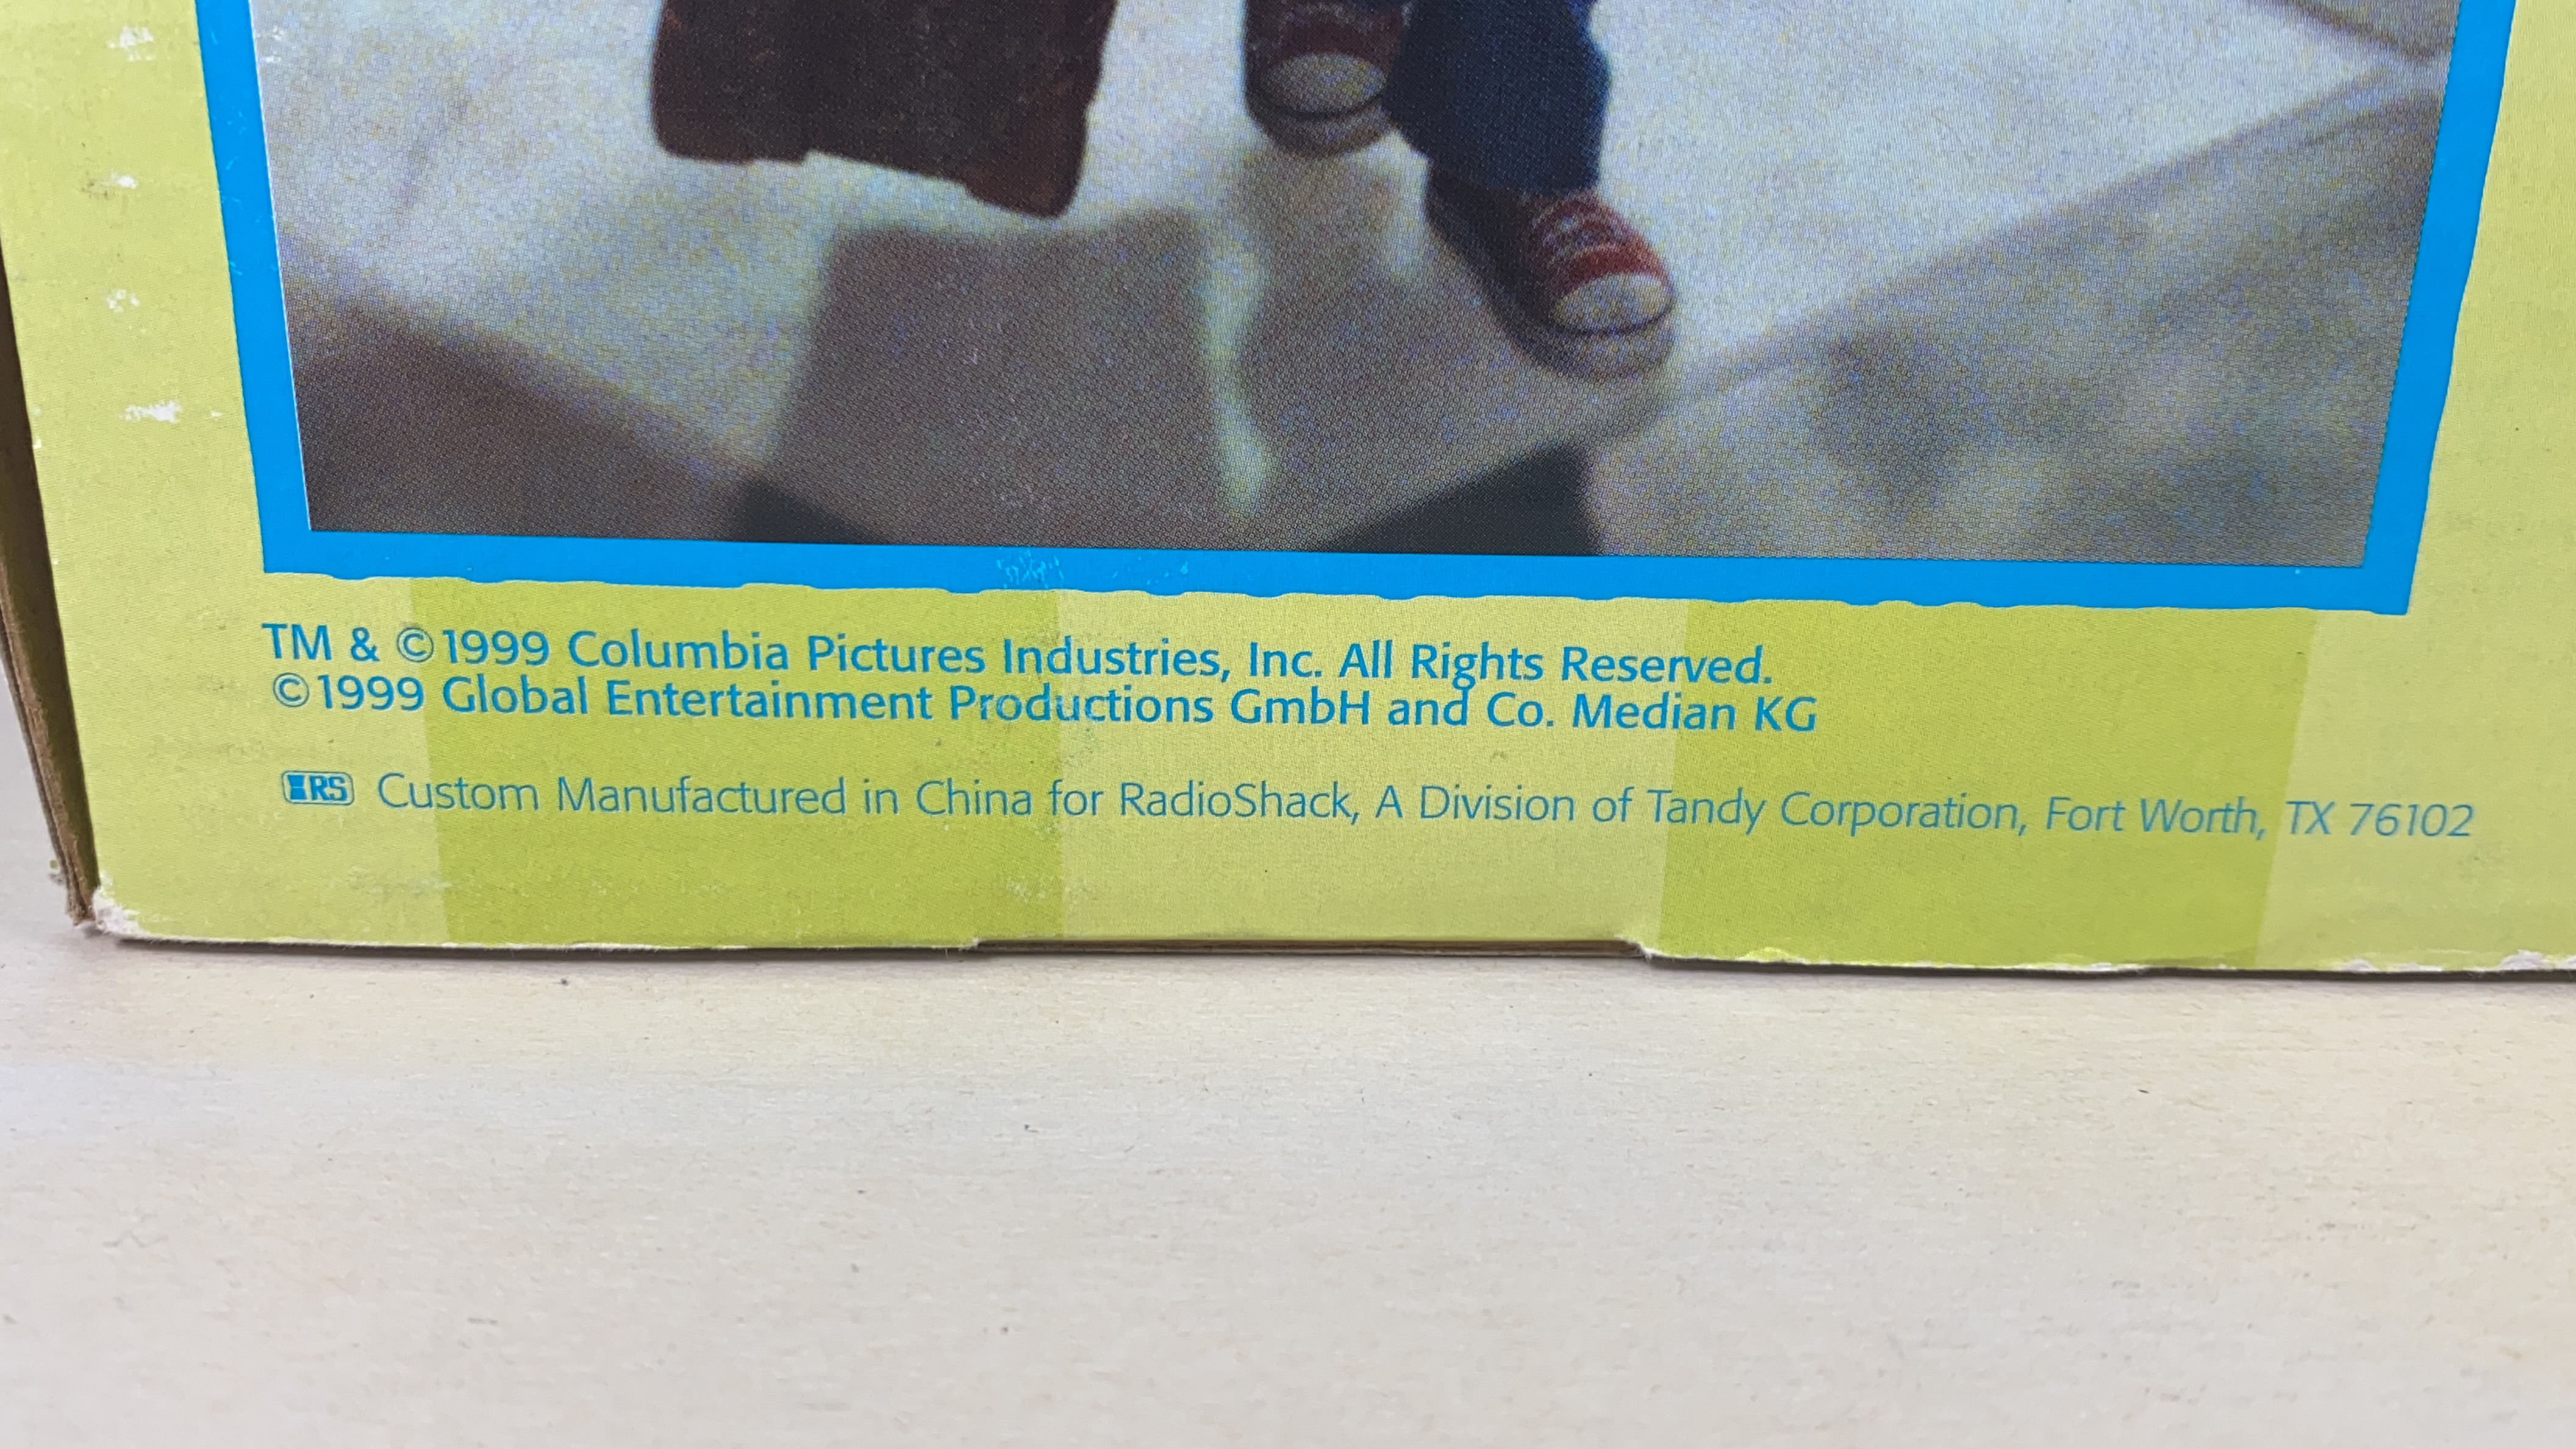 TM & ©1999 Columbia Pictures Industries, Inc. All Rights Reserved.
©1999 Global Entertainment Productions GmbH and Co. Median KG
RS Custom Manufactured in China for RadioShack, A Division of Tandy Corporation, Fort Worth, TX 76102